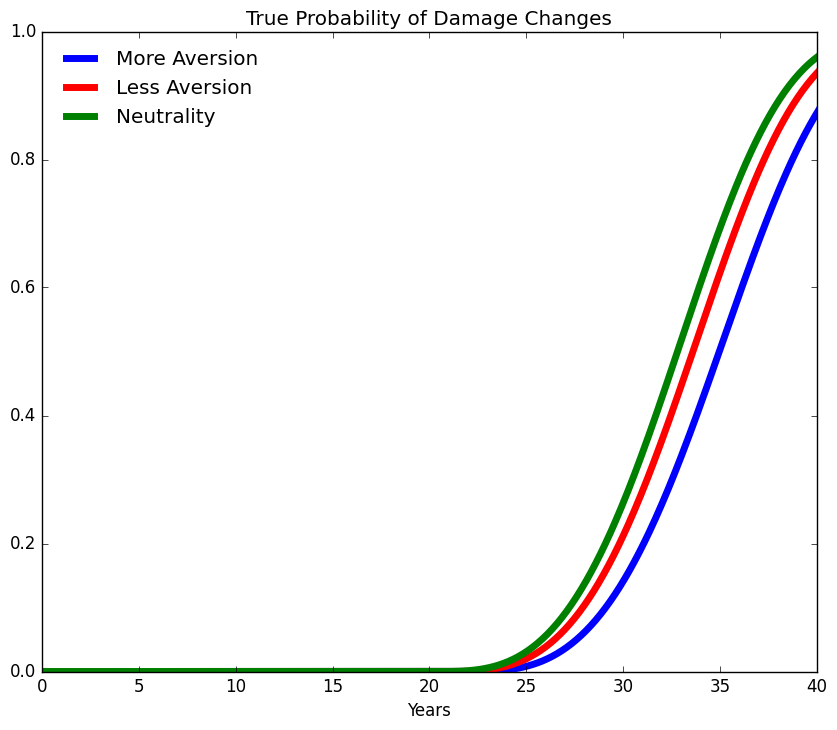 True Probability of Damage Changes
1.0
More Aversion
Less Aversion
Neutrality
0.8
0.6
0.4
0.2
0.0
0 5 10 15 20 25 30 35 40
Years